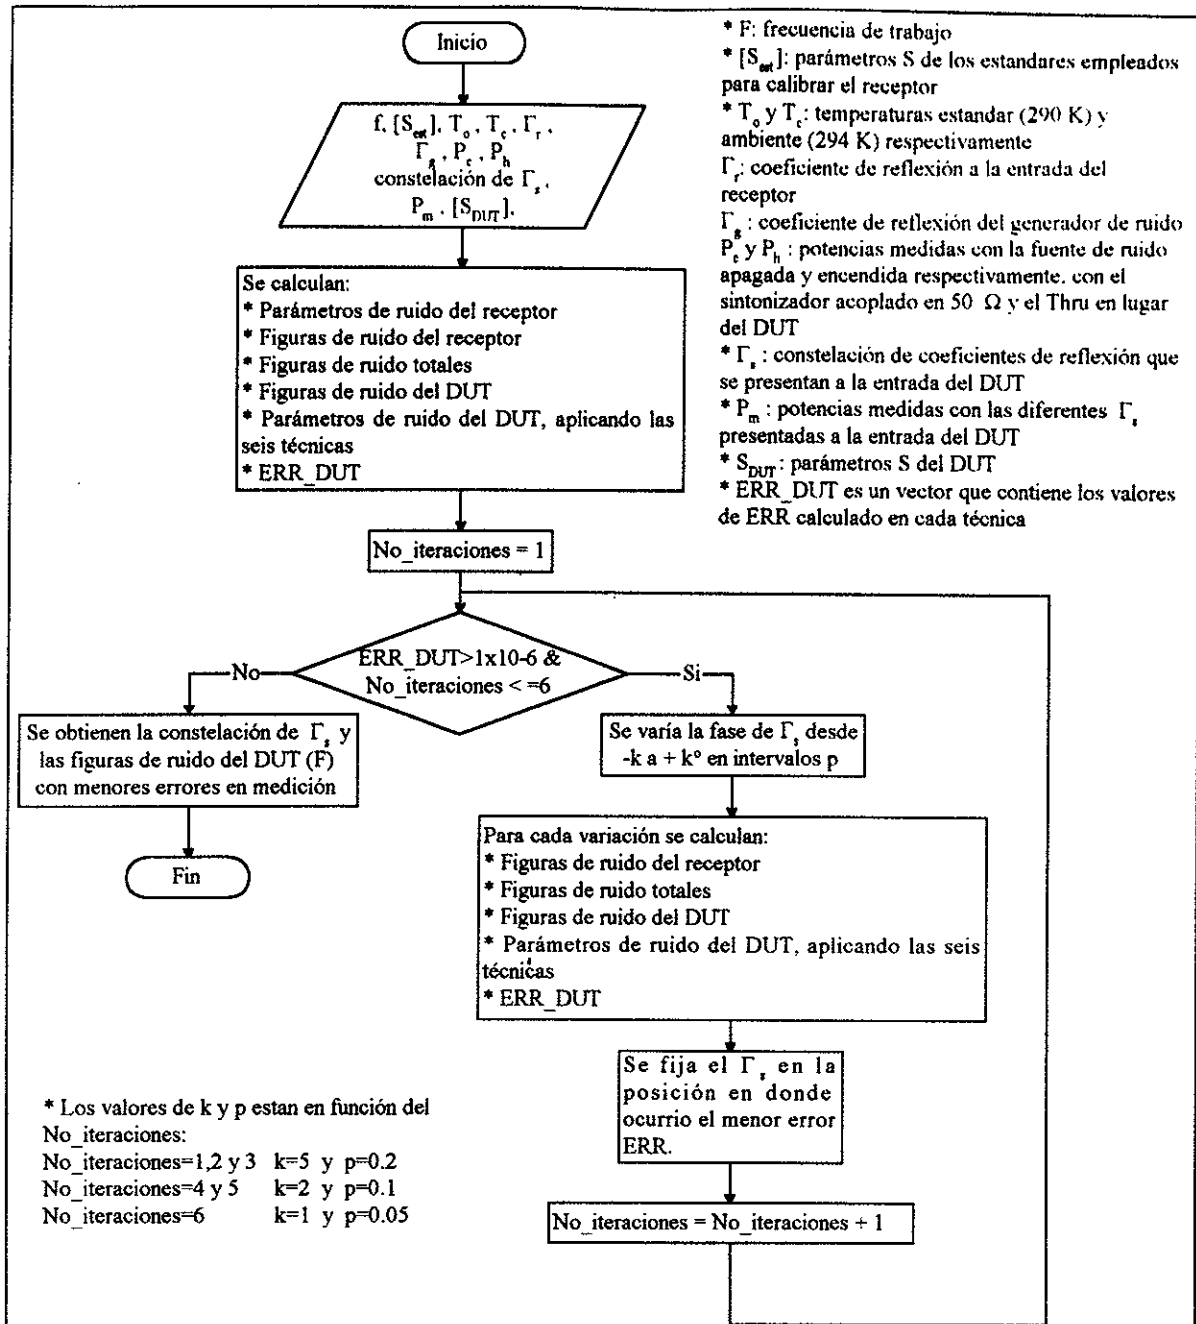 Inicio
f, [S_est], T_o, T_c, Γ_r,
Γ_g, P_c, P_h
constelación de Γ_s,
P_m, [S_DUT],
* F: frecuencia de trabajo
* [S_est]: parámetros S de los estandares empleados
para calibrar el receptor
* T_o y T_c: temperaturas estandar (290 K) y
ambiente (294 K) respectivamente
Γ_r: coeficiente de reflexión a la entrada del
receptor
Γ_g : coeficiente de reflexión del generador de ruido
P_c y P_h : potencias medidas con la fuente de ruido
apagada y encendida respectivamente. con el
sintonizador acoplado en 50 Ω y el Thru en lugar
del DUT
* Γ_s : constelación de coeficientes de reflexión que
se presentan a la entrada del DUT
* P_m : potencias medidas con las diferentes Γ_s
presentadas a la entrada del DUT
* S_DUT: parámetros S del DUT
* ERR_DUT es un vector que contiene los valores
de ERR calculado en cada técnica
Se calculan:
* Parámetros de ruido del receptor
* Figuras de ruido del receptor
* Figuras de ruido totales
* Figuras de ruido del DUT
* Parámetros de ruido del DUT, aplicando las
seis técnicas
* ERR_DUT
No_iteraciones = 1
ERR_DUT>1x10-6 &
No_iteraciones < =6
No
Si
Se obtienen la constelación de Γ_s y
las figuras de ruido del DUT (F)
con menores errores en medición
Fin
Se varía la fase de Γ_s desde
-k a + k° en intervalos p
Para cada variación se calculan:
* Figuras de ruido del receptor
* Figuras de ruido totales
* Figuras de ruido del DUT
* Parámetros de ruido del DUT, aplicando las seis
técnicas
* ERR_DUT
Se fija el Γ_s en la
posición en donde
ocurrio el menor error
ERR.
No_iteraciones = No_iteraciones + 1
* Los valores de k y p estan en función del
No_iteraciones:
No_iteraciones=1,2 y 3 k=5 y p=0.2
No_iteraciones=4 y 5 k=2 y p=0.1
No_iteraciones=6 k=1 y p=0.05